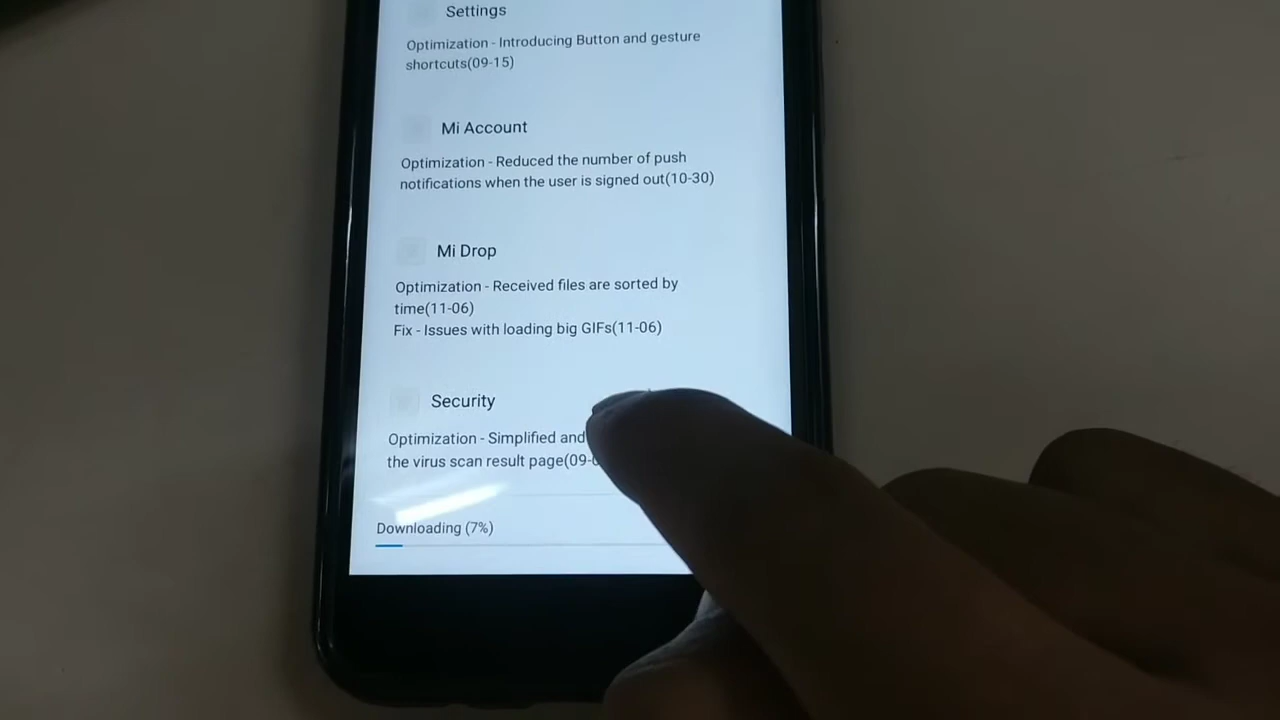 Settings
Optimization - Introducing Button and gesture
shortcuts(09-15)
Mi Account
Optimization - Reduced the number of push
notifications when the user is signed out(10-30)
Mi Drop
Optimization - Received files are sorted by
time(11-06)
Fix - Issues with loading big GIFs(11-06)
Security
Optimization - Simplified and
the virus scan result
Downloading (7%)